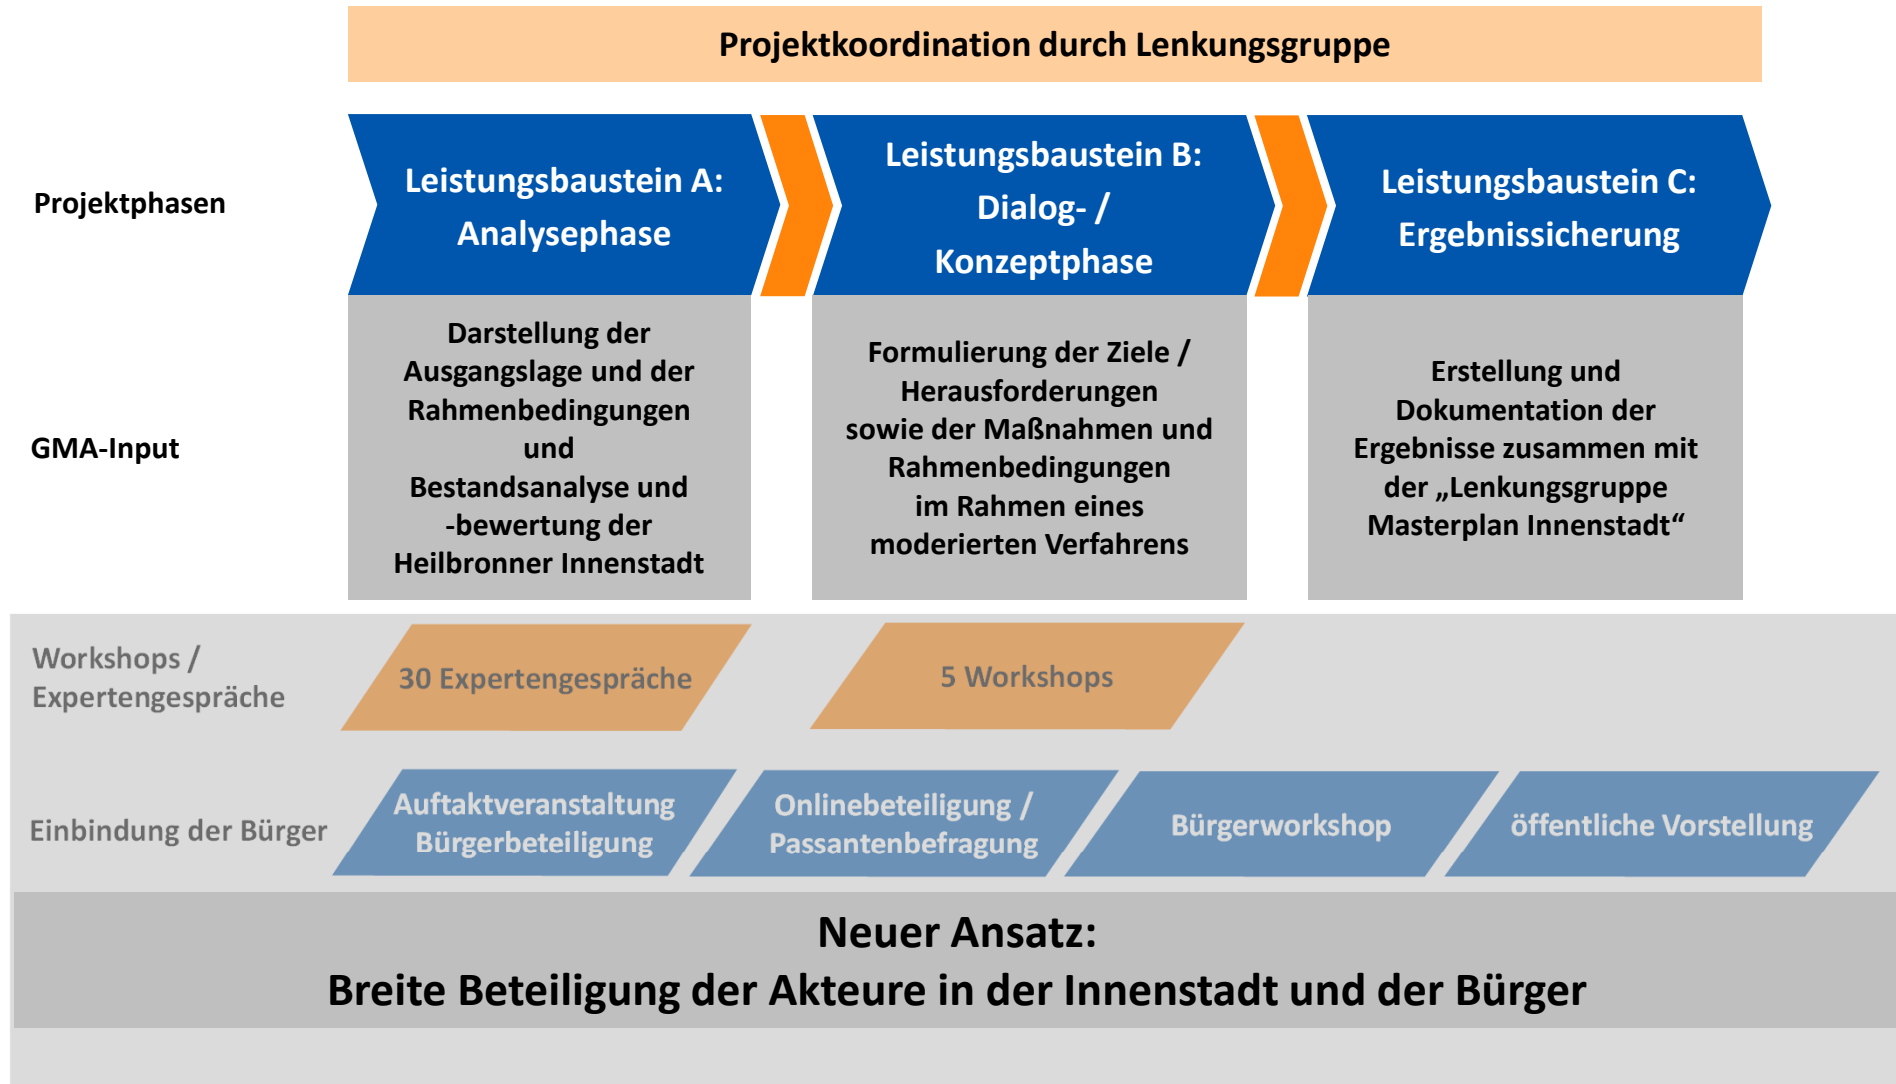 Projektkoordination durch Lenkungsgruppe
Projektphasen
Leistungsbaustein A:
Analysephase
Leistungsbaustein B:
Dialog- /
Konzeptphase
Leistungsbaustein C:
Ergebnissicherung
GMA-Input
Darstellung der
Ausgangslage und der
Rahmenbedingungen
und
Bestandsanalyse und
-bewertung der
Heilbronner Innenstadt
Formulierung der Ziele /
Herausforderungen
sowie der Maßnahmen und
Rahmenbedingungen
im Rahmen eines
moderierten Verfahrens
Erstellung und
Dokumentation der
Ergebnisse zusammen mit
der „Lenkungsgruppe
Masterplan Innenstadt“
Workshops /
Expertengespräche
30 Expertengespräche
5 Workshops
Einbindung der Bürger
Auftaktveranstaltung
Bürgerbeteiligung
Onlinebeteiligung /
Passantenbefragung
Bürgerworkshop
öffentliche Vorstellung
Neuer Ansatz:
Breite Beteiligung der Akteure in der Innenstadt und der Bürger